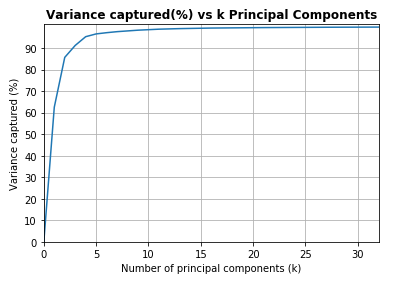 Variance captured(%) vs k Principal Components
90
80
70
60
50
40
30
20
10
0
Variance captured (%)
0 5 10 15 20 25 30
Number of principal components (k)